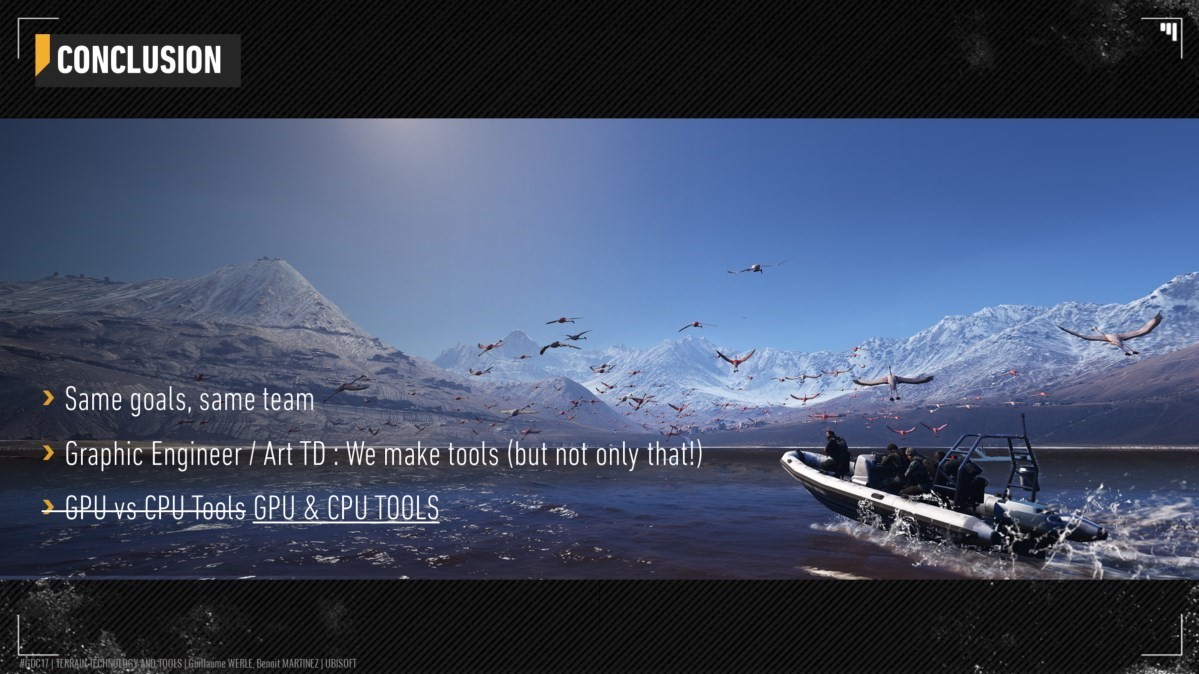 CONCLUSION
Same goals, same team
Graphic Engineer / Art TD : We make tools (but not only that!)
GPU vs CPU Tools GPU & CPU TOOLS
#GDC17 | TERRAIN TECHNOLOGY AND TOOLS | Guillaume WERLE, Benoit MARTINEZ | UBISOFT